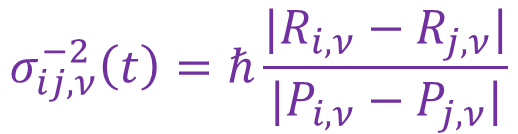 σ_{ij,ν}^{-2}(t) = ħ |R_{i,ν} − R_{j,ν}| / |P_{i,ν} − P_{j,ν}|